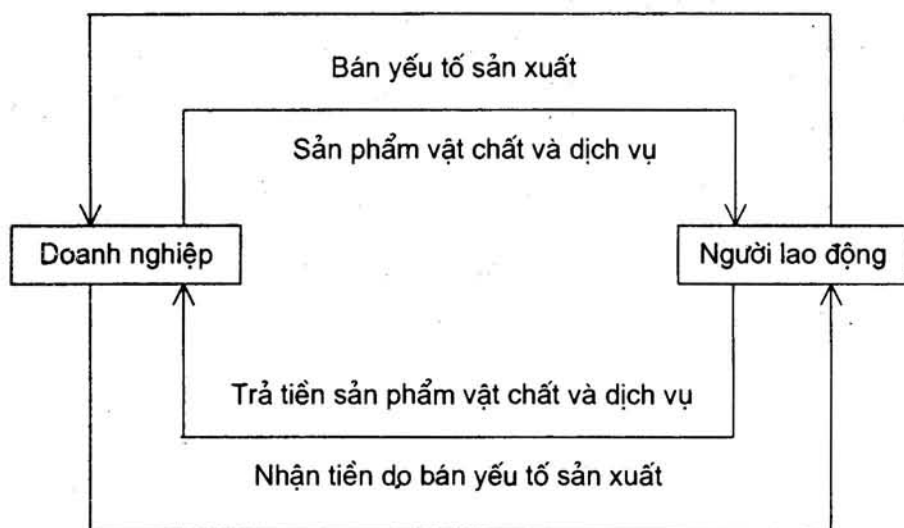 Bán yếu tố sản xuất
Sản phẩm vật chất và dịch vụ
Doanh nghiệp
Người lao động
Trả tiền sản phẩm vật chất và dịch vụ
Nhận tiền do bán yếu tố sản xuất